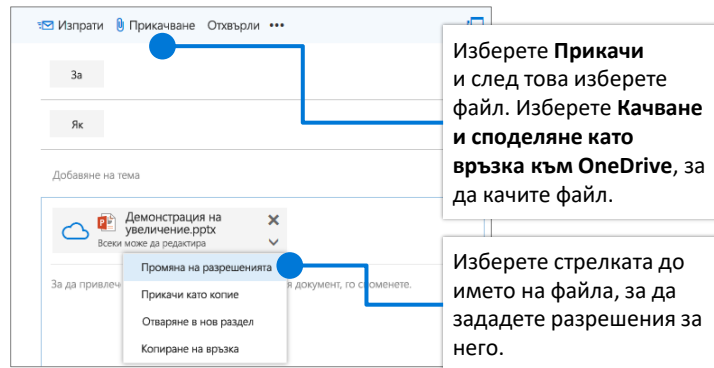 Изпрати Прикачване Отхвърли •••
За
Як
Добавяне на тема
Демонстрация на
увеличение.pptx
Всеки може да редактира
Промяна на разрешенията
За да привлеч я документ, го споменете.
Прикачи като копие
Отваряне в нов раздел
Копиране на връзка
Изберете Прикачи
и след това изберете
файл. Изберете Качване
и споделяне като
връзка към OneDrive, за
да качите файл.
Изберете стрелката до
името на файла, за да
зададете разрешения за
него.